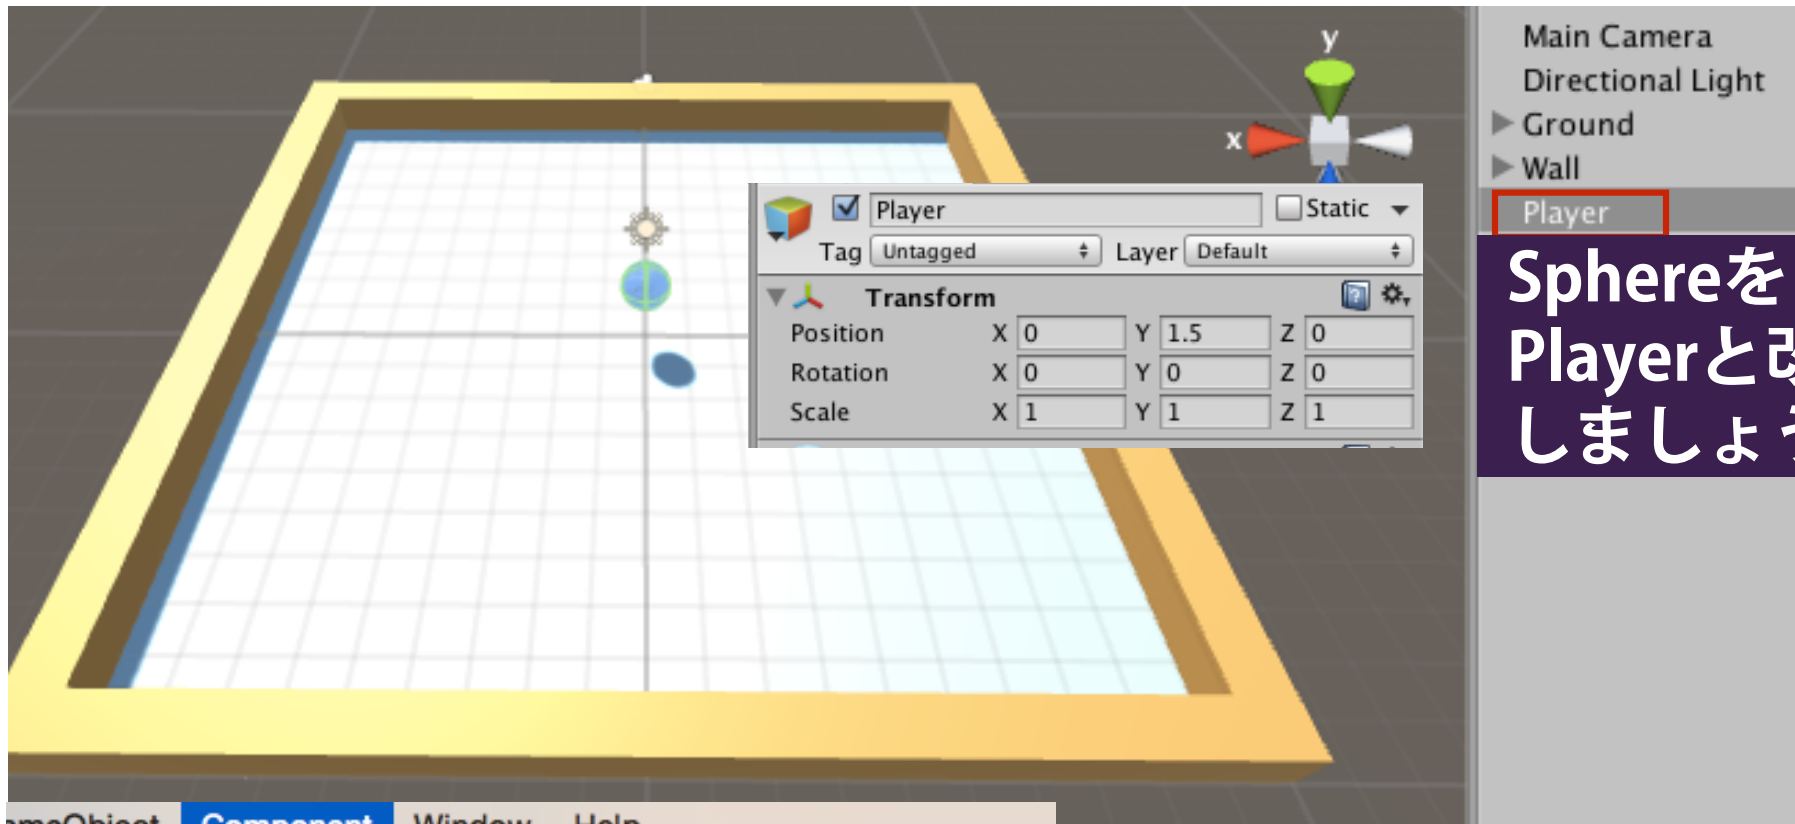 y
x
Main Camera
Directional Light
Ground
Wall
Player
Player
Static
Tag Untagged Layer Default
Transform
Position X 0 Y 1.5 Z 0
Rotation X 0 Y 0 Z 0
Scale X 1 Y 1 Z 1
Sphereを
Playerと
しましょう
Component Window Help